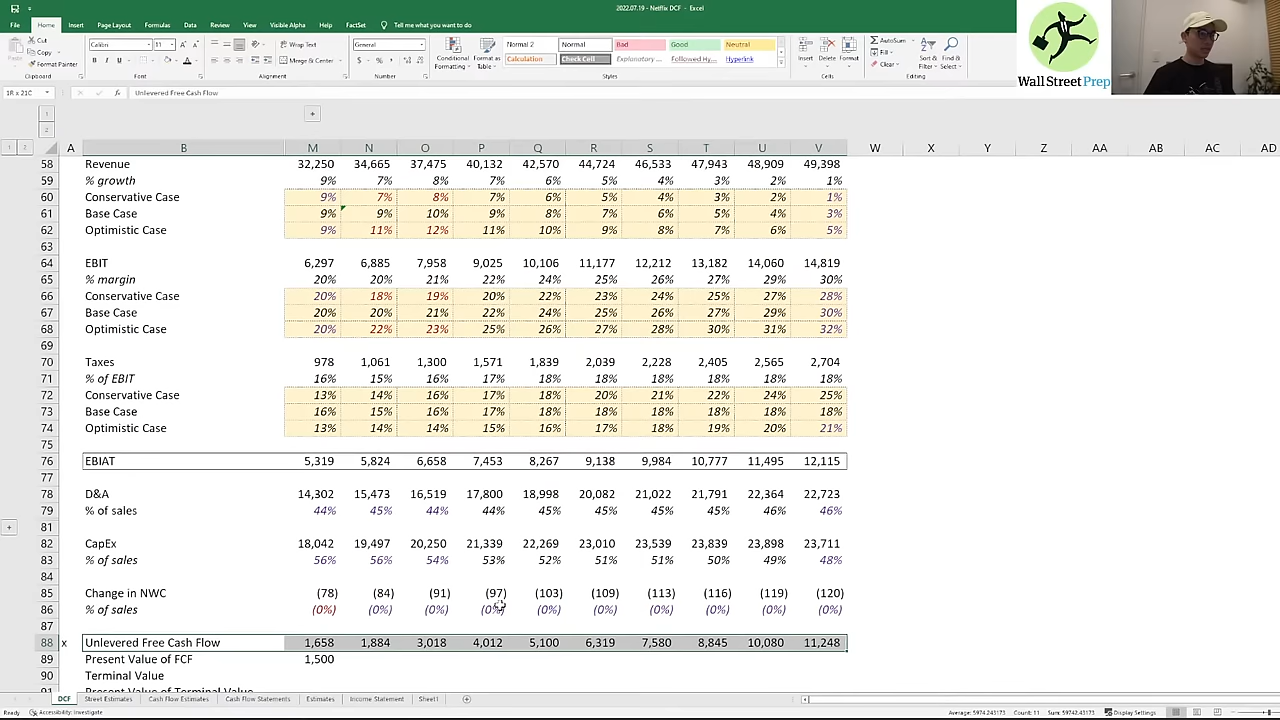 2022.07.19 - Netflix DCF - Excel
File Home Insert Page Layout Formulas Data Review View Visible Alpha Help FactSet Tell me what you want to do
Cut
Copy
Format Painter
Clipboard
Calibri 11
Font
Wrap Text
Merge & Center
Alignment
General
Number
Conditional Formatting
Format as Table
Normal 2 Normal Bad Good Neutral
Calculation Check Cell Explanatory ... Followed Hy... Hyperlink
Styles
Insert Delete Format
Cells
AutoSum
Fill
Clear
Sort & Filter
Find & Select
Editing
Wall Street Prep
1R x 21C Unlevered Free Cash Flow
1
2
1 2 A B M N O P Q R S T U V W X Y Z AA AB AC AD
58 Revenue 32,250 34,665 37,475 40,132 42,570 44,724 46,533 47,943 48,909 49,398
59 % growth 9% 7% 8% 7% 6% 5% 4% 3% 2% 1%
60 Conservative Case 9% 7% 8% 7% 6% 5% 4% 3% 2% 1%
61 Base Case 9% 9% 10% 9% 8% 7% 6% 5% 4% 3%
62 Optimistic Case 9% 11% 12% 11% 10% 9% 8% 7% 6% 5%
63
64 EBIT 6,297 6,885 7,958 9,025 10,106 11,177 12,212 13,182 14,060 14,819
65 % margin 20% 20% 21% 22% 24% 25% 26% 27% 29% 30%
66 Conservative Case 20% 18% 19% 20% 22% 23% 24% 25% 27% 28%
67 Base Case 20% 20% 21% 22% 24% 25% 26% 27% 29% 30%
68 Optimistic Case 20% 22% 23% 25% 26% 27% 28% 30% 31% 32%
69
70 Taxes 978 1,061 1,300 1,571 1,839 2,039 2,228 2,405 2,565 2,704
71 % of EBIT 16% 15% 16% 17% 18% 18% 18% 18% 18% 18%
72 Conservative Case 13% 14% 16% 17% 18% 20% 21% 22% 24% 25%
73 Base Case 16% 15% 16% 17% 18% 18% 18% 18% 18% 18%
74 Optimistic Case 13% 14% 15% 15% 16% 17% 18% 19% 20% 21%
75
76 EBIAT 5,319 5,824 6,658 7,453 8,267 9,138 9,984 10,777 11,495 12,115
77
78 D&A 14,302 15,473 16,519 17,800 18,998 20,082 21,022 21,791 22,364 22,723
79 % of sales 44% 45% 44% 44% 45% 45% 45% 45% 46% 46%
81
82 CapEx 18,042 19,497 20,250 21,339 22,269 23,010 23,539 23,839 23,898 23,711
83 % of sales 56% 56% 54% 53% 52% 51% 51% 50% 49% 48%
84
85 Change in NWC (78) (84) (91) (97) (103) (109) (113) (116) (119) (120)
86 % of sales (0%) (0%) (0%) (0%) (0%) (0%) (0%) (0%) (0%) (0%)
87
88 x Unlevered Free Cash Flow 1,658 1,884 3,018 4,012 5,100 6,319 7,580 8,845 10,080 11,248
89 Present Value of FCF 1,500
90 Terminal Value
91 Present Value of Terminal Value
DCF Street Estimates Cash Flow Estimates Cash Flow Statements Estimates Income Statement Sheet1
Ready Accessibility: Investigate Average: 5974.243173 Count: 11 Sum: 59742.43173 Display Settings